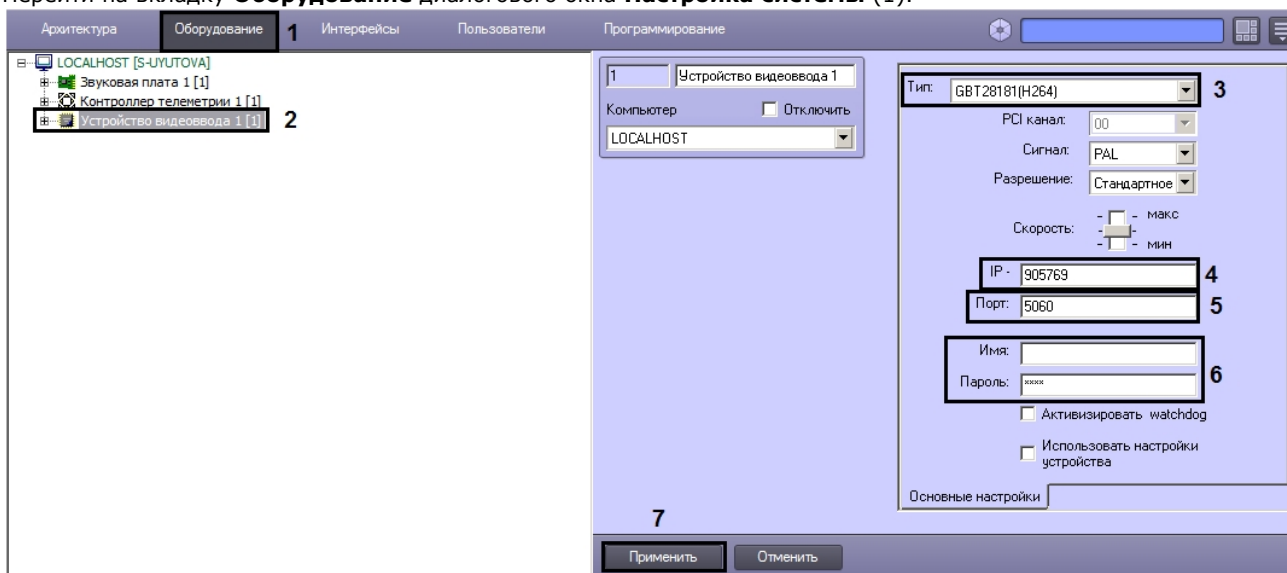 Перейти на вкладку Оборудование диалогового окна Настройка системы (1).
Архитектура Оборудование 1 Интерфейсы Пользователи Программирование
LOCALHOST [S-UYUTOVA]
Звуковая плата 1 [1]
Контроллер телеметрии 1 [1]
Устройство видеоввода 1 [1] 2
1 Устройство видеоввода 1
Компьютер Отключить
LOCALHOST
Тип: GBT28181(H264) 3
PCI канал: 00
Сигнал: PAL
Разрешение: Стандартное
Скорость: макс
мин
IP - 905769 4
Порт: 5060 5
Имя:
Пароль: xxxx 6
Активизировать watchdog
Использовать настройки
устройства
Основные настройки
7
Применить Отменить